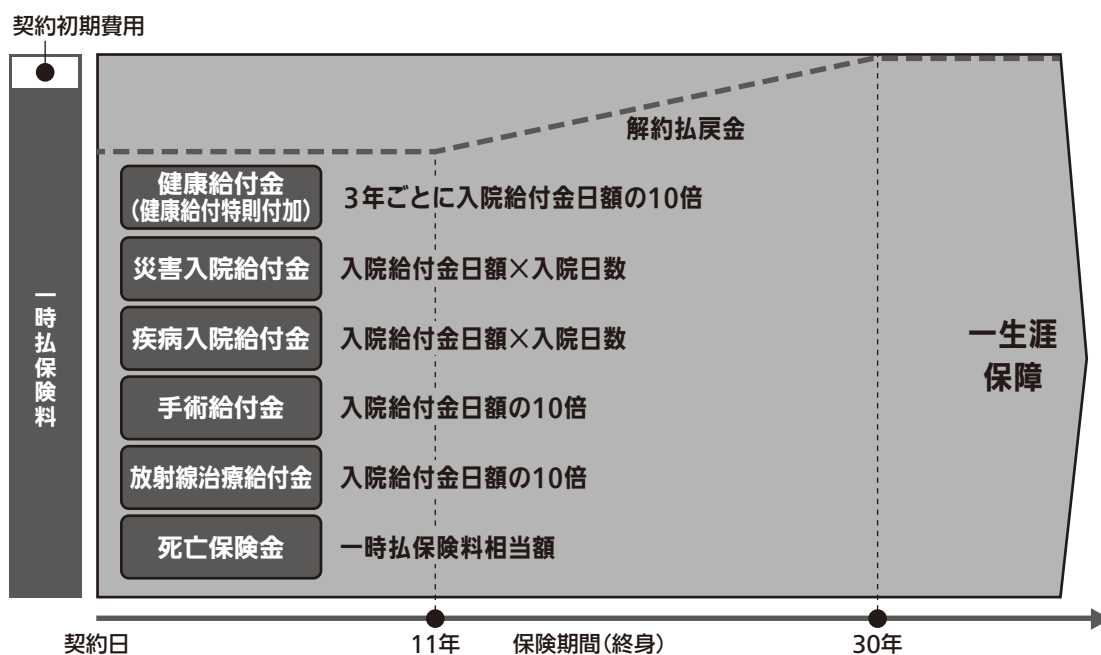 契約初期費用
一時払保険料
解約払戻金
健康給付金
（健康給付特則付加）
3年ごとに入院給付金日額の10倍
災害入院給付金
入院給付金日額×入院日数
疾病入院給付金
入院給付金日額×入院日数
手術給付金
入院給付金日額の10倍
放射線治療給付金
入院給付金日額の10倍
死亡保険金
一時払保険料相当額
一生涯
保障
契約日
11年
保険期間（終身）
30年